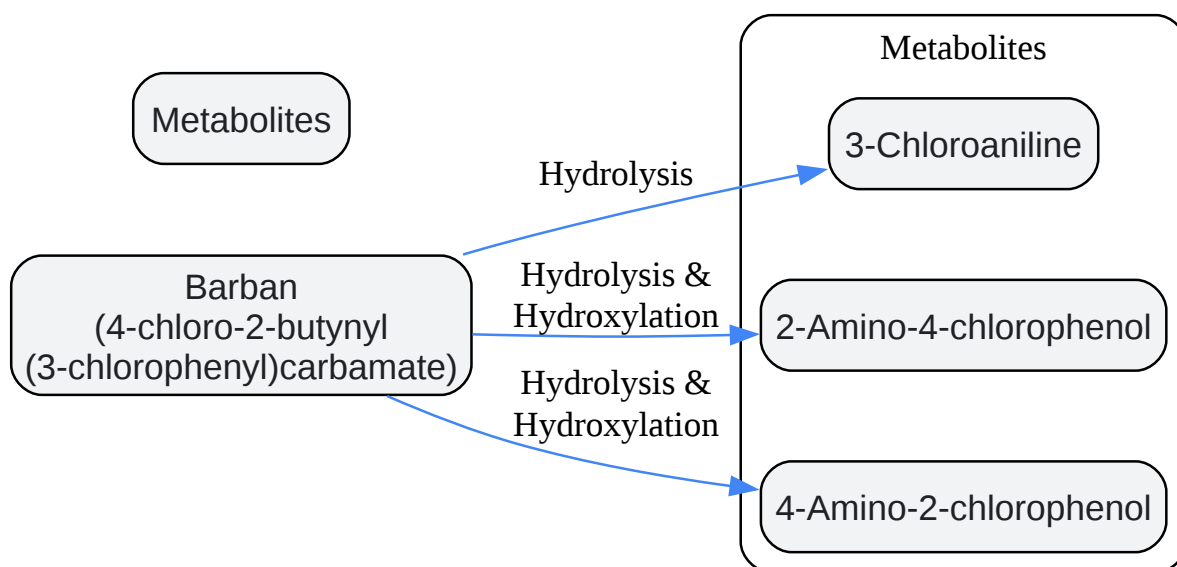 Metabolites
Metabolites
3-Chloroaniline
Hydrolysis
Barban
(4-chloro-2-butynyl
(3-chlorophenyl)carbamate)
Hydrolysis &
Hydroxylation
2-Amino-4-chlorophenol
Hydrolysis &
Hydroxylation
4-Amino-2-chlorophenol